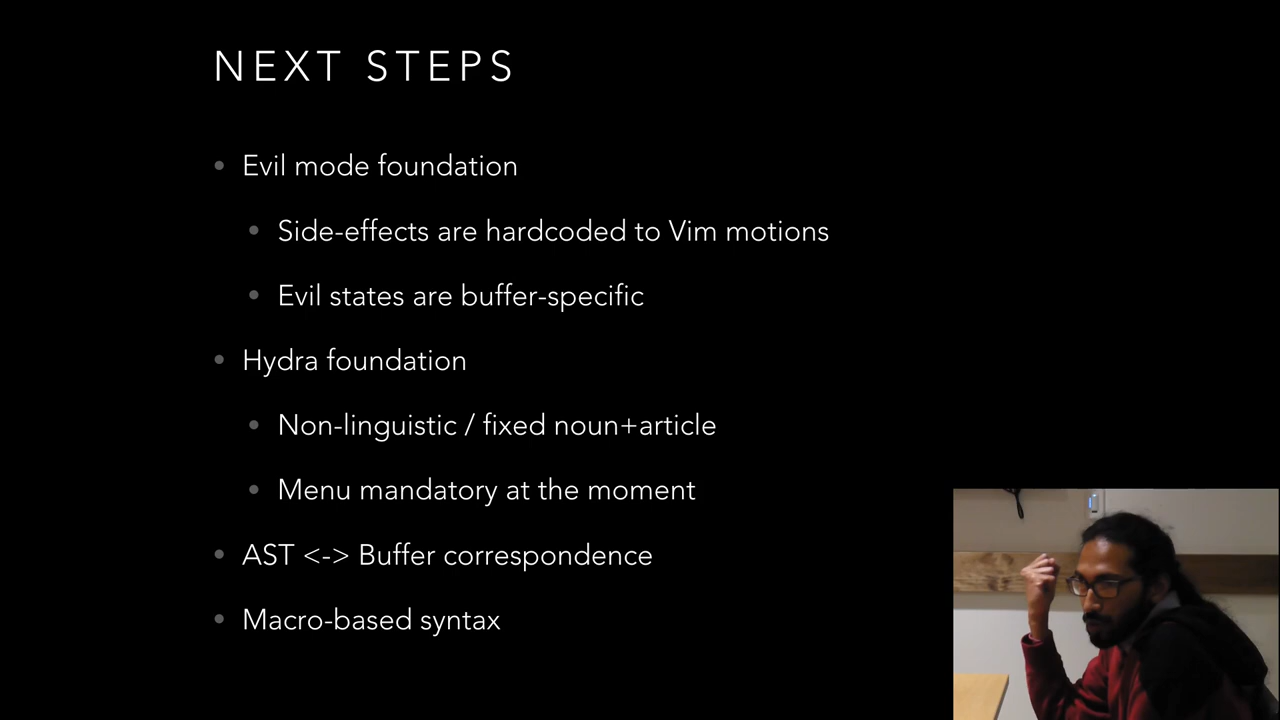 NEXT STEPS
Evil mode foundation
Side-effects are hardcoded to Vim motions
Evil states are buffer-specific
Hydra foundation
Non-linguistic / fixed noun+article
Menu mandatory at the moment
AST <-> Buffer correspondence
Macro-based syntax